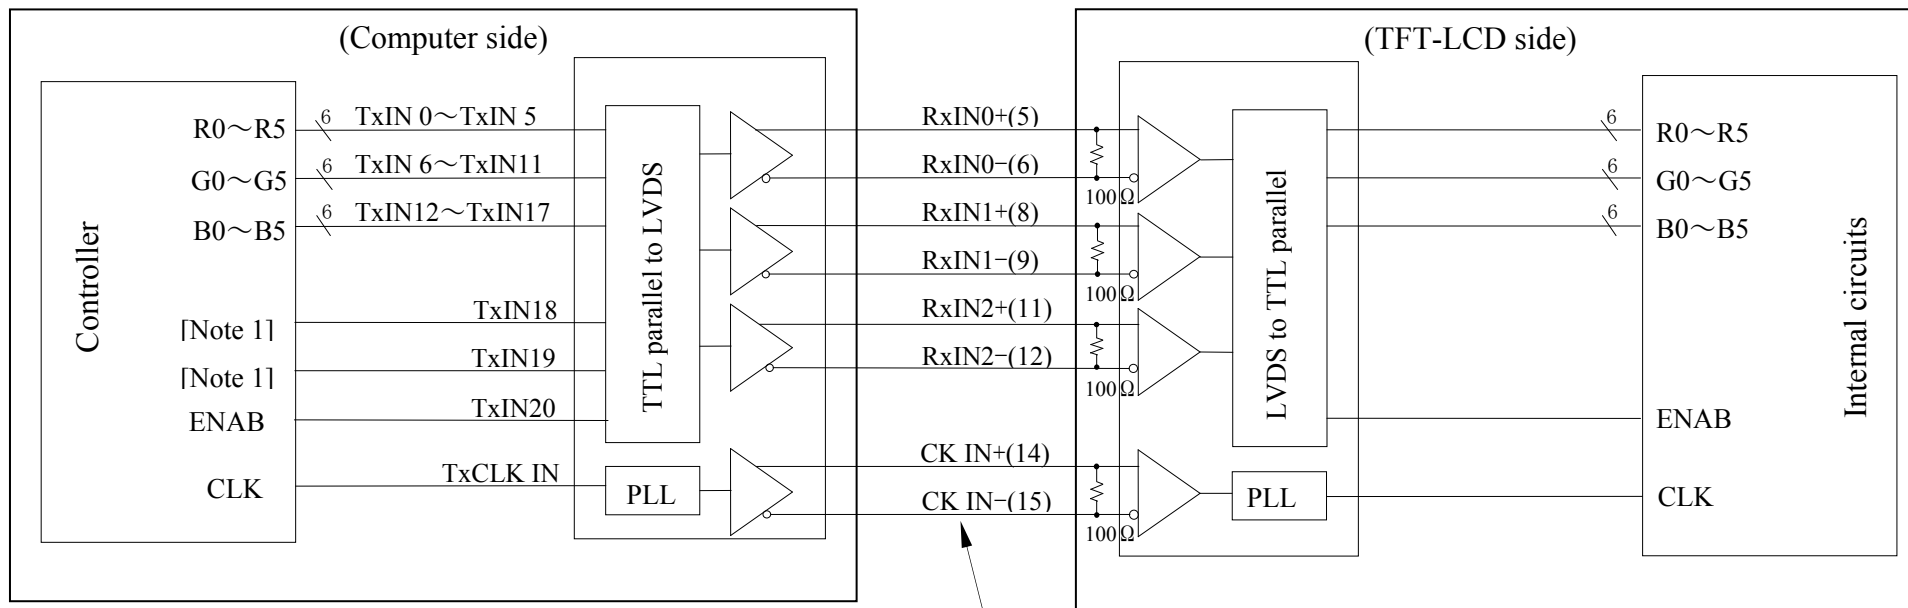 (Computer side)
(TFT-LCD side)
Controller
R0～R5
6
TxIN 0～TxIN 5
G0～G5
6
TxIN 6～TxIN11
B0～B5
6
TxIN12～TxIN17
[Note 1]
TxIN18
[Note 1]
TxIN19
ENAB
TxIN20
CLK
TxCLK IN
TTL parallel to LVDS
PLL
RxIN0+(5)
RxIN0−(6)
100Ω
RxIN1+(8)
RxIN1−(9)
100Ω
RxIN2+(11)
RxIN2−(12)
100Ω
CK IN+(14)
CK IN−(15)
100Ω
LVDS to TTL parallel
PLL
6
R0～R5
6
G0～G5
6
B0～B5
ENAB
CLK
Internal circuits